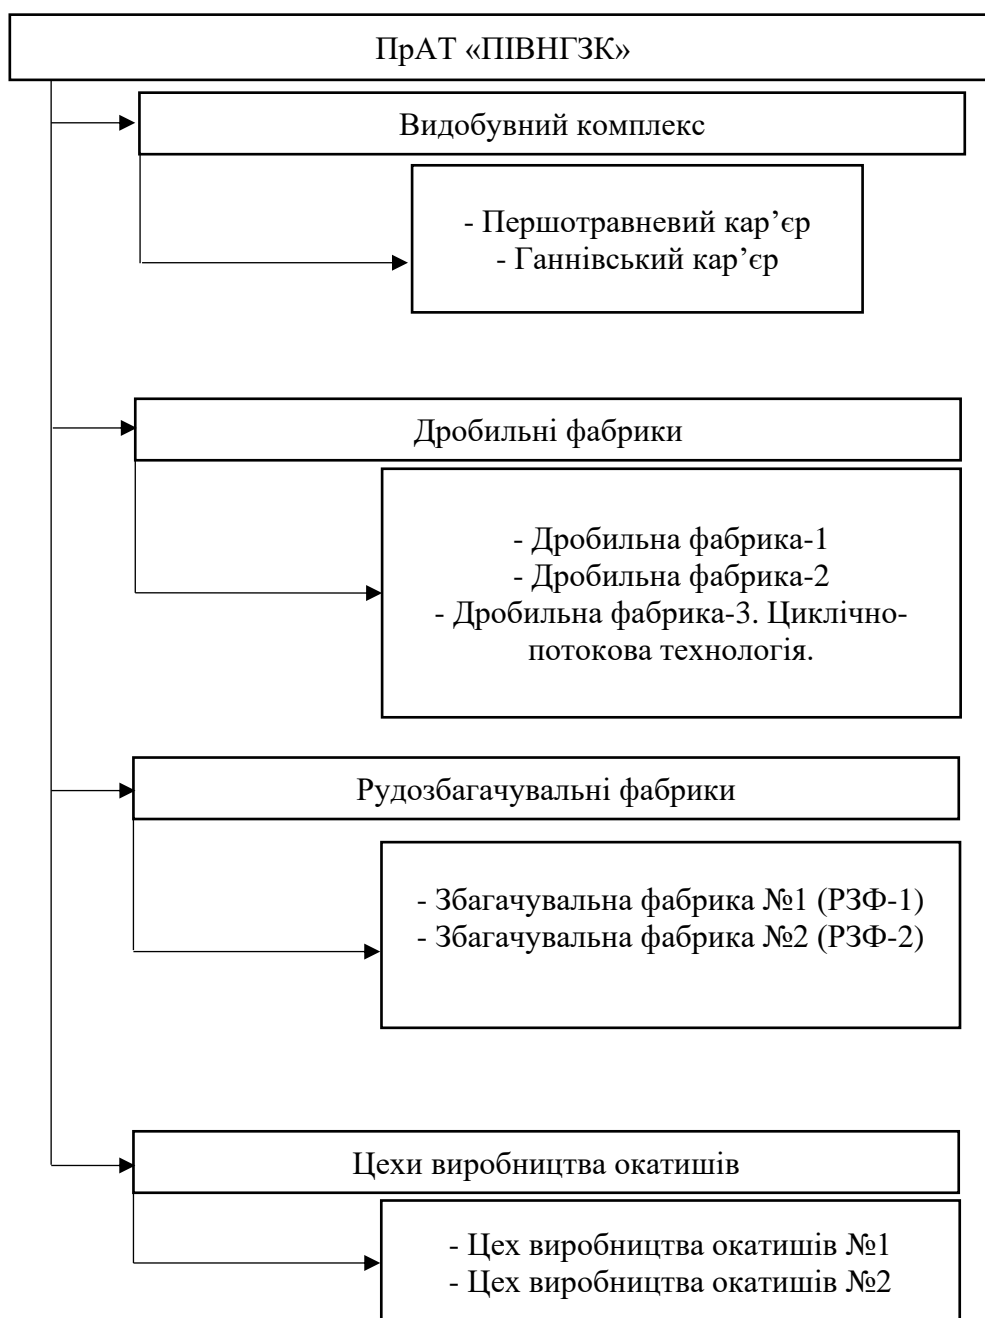 ПрАТ «ПІВНГЗК»
Видобувний комплекс
- Першотравневий кар’єр
- Ганнівський кар’єр
Дробильні фабрики
- Дробильна фабрика-1
- Дробильна фабрика-2
- Дробильна фабрика-3. Циклічно-
потокова технологія.
Рудозбагачувальні фабрики
- Збагачувальна фабрика №1 (РЗФ-1)
- Збагачувальна фабрика №2 (РЗФ-2)
Цехи виробництва окатишів
- Цех виробництва окатишів №1
- Цех виробництва окатишів №2